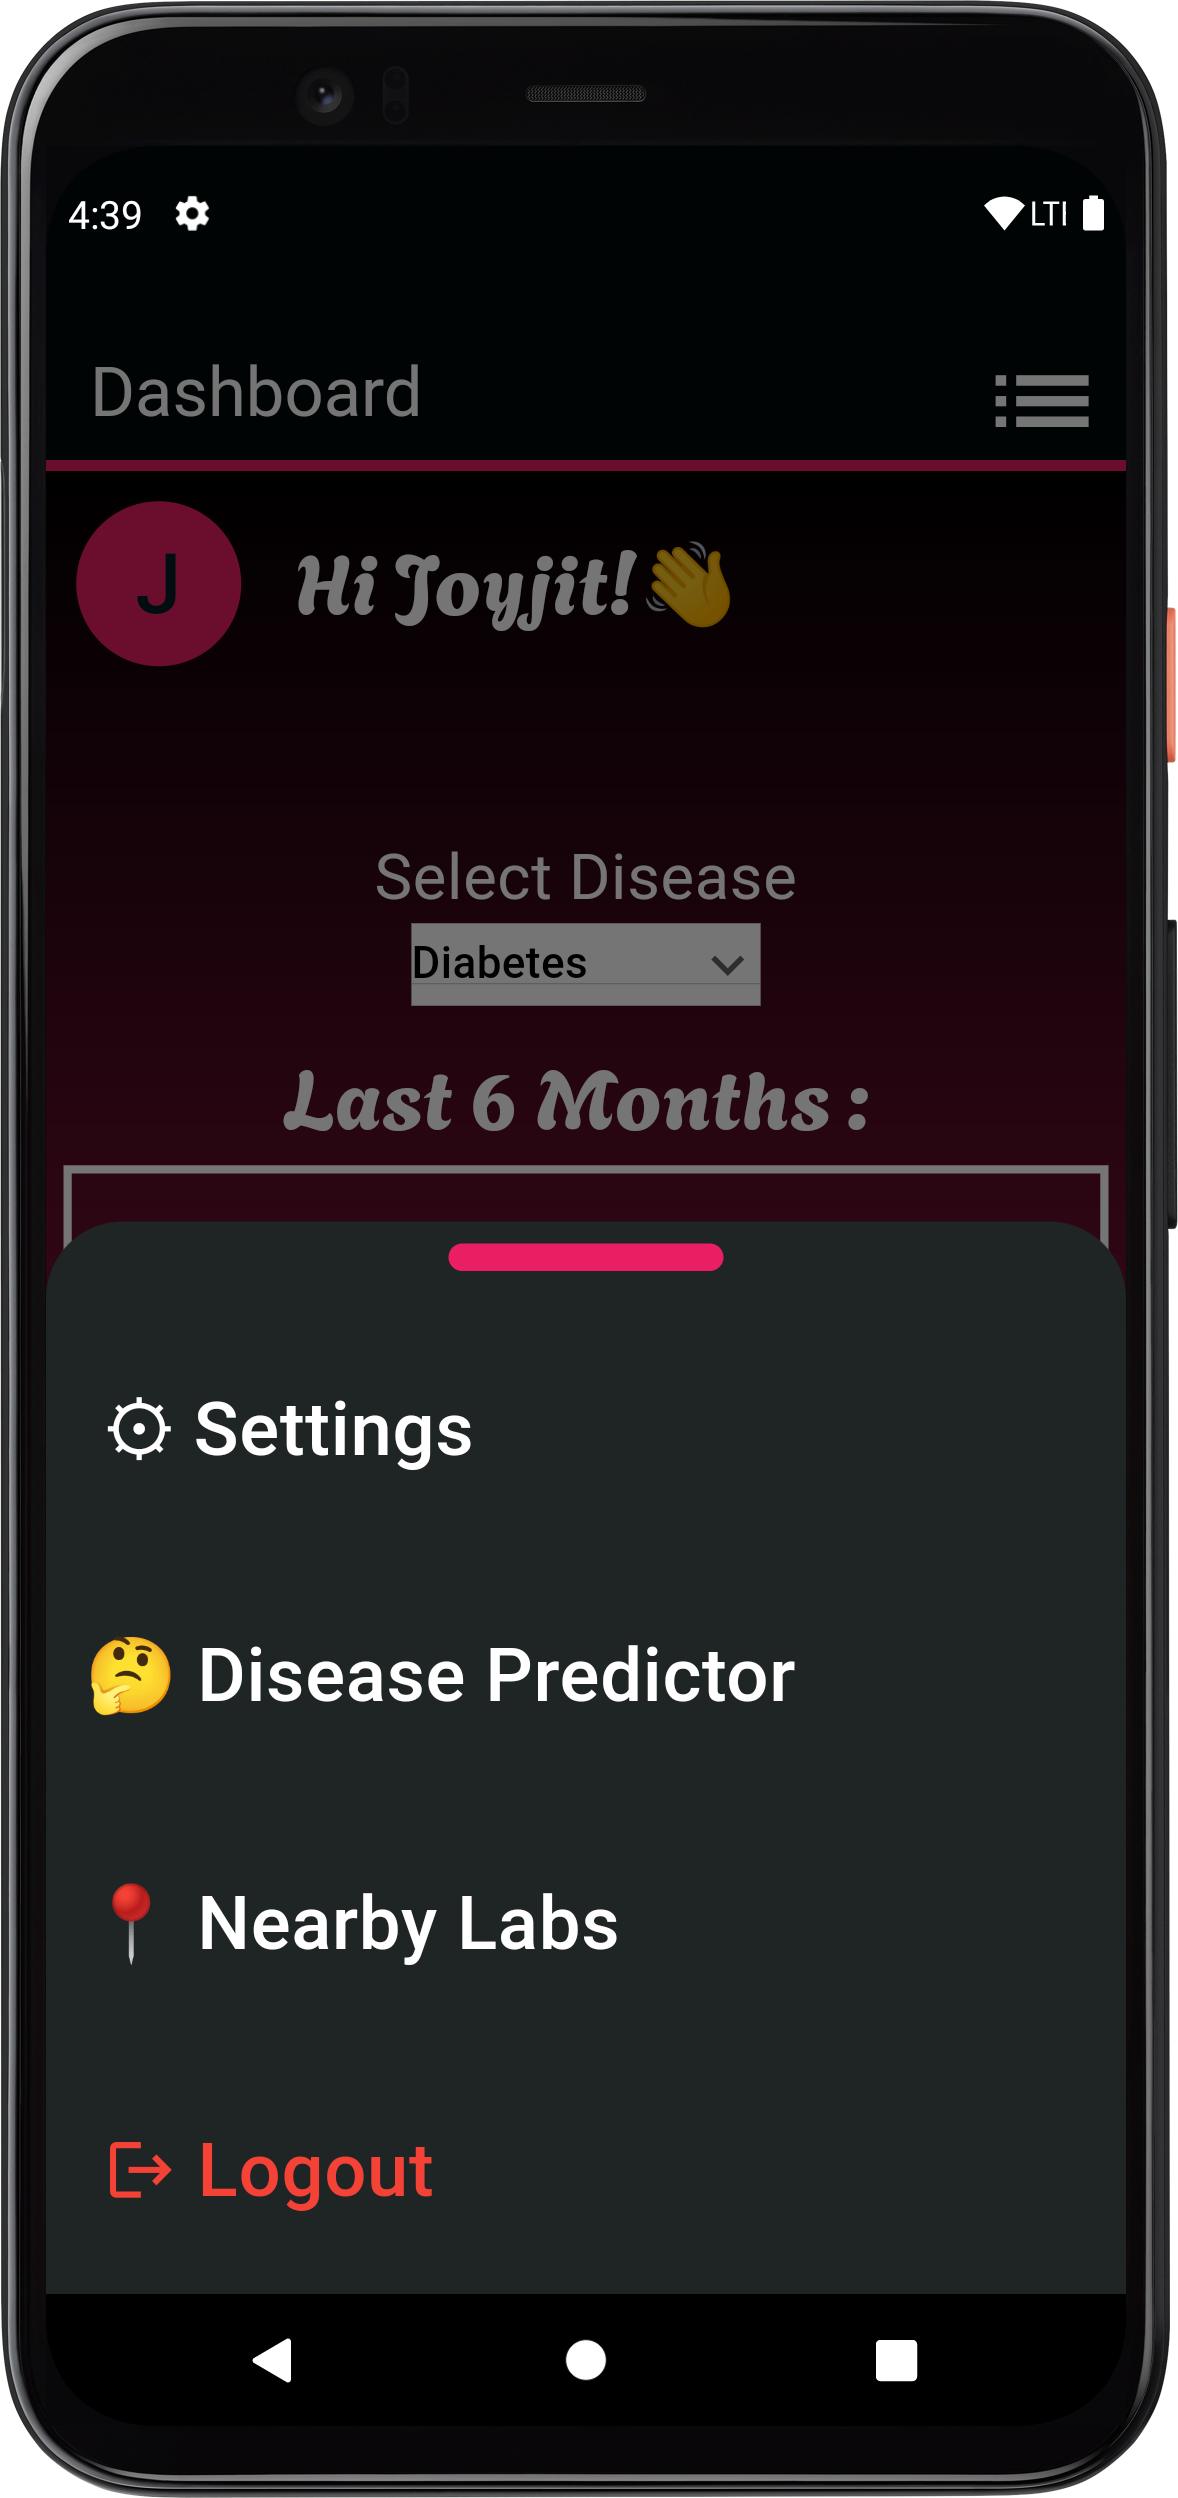 4:39
LTE
Dashboard
J
Hi Joyjit!👋
Select Disease
Diabetes
Last 6 Months :
Settings
🤔 Disease Predictor
📍 Nearby Labs
Logout